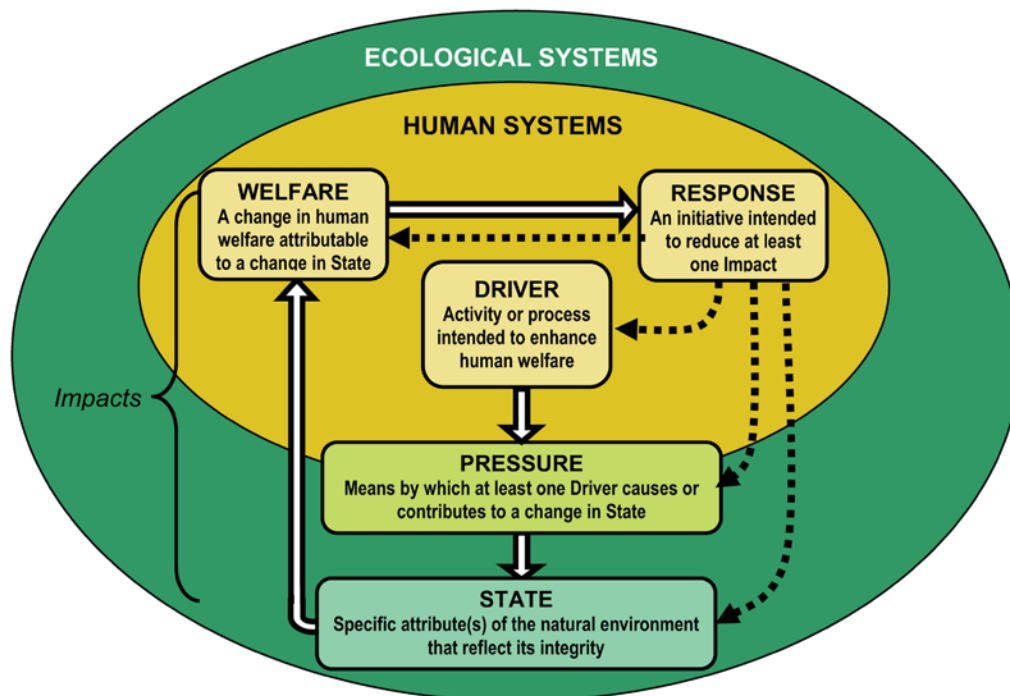 ECOLOGICAL SYSTEMS
HUMAN SYSTEMS
WELFARE
A change in human
welfare attributable
to a change in State
RESPONSE
An initiative intended
to reduce at least
one Impact
DRIVER
Activity or process
intended to enhance
human welfare
Impacts
PRESSURE
Means by which at least one Driver causes or
contributes to a change in State
STATE
Specific attribute(s) of the natural environment
that reflect its integrity